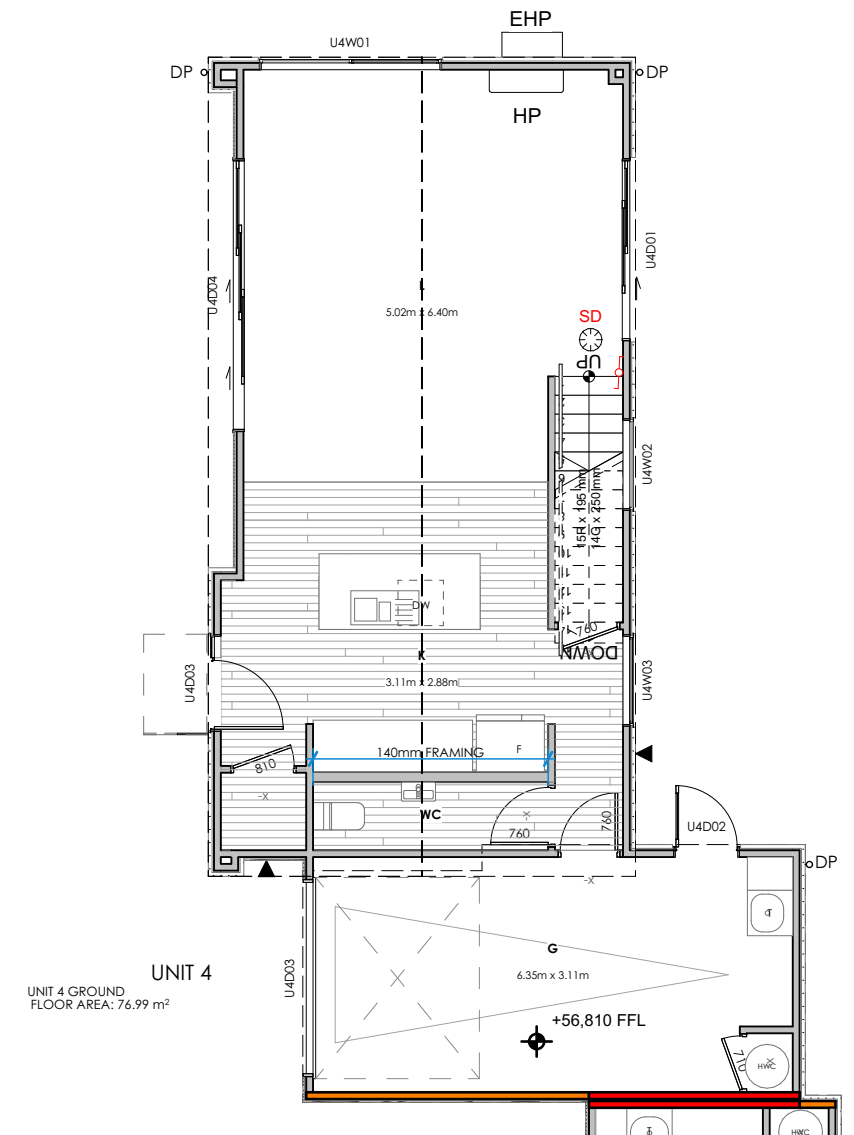 EHP
U4W01
DP
DP
HP
U4D01
U4D04
L
5.02m x 6.40m
SD
UP
U4W02
15R x 195 mm
14G x 250 mm
DW
760
DOWN
K
3.11m x 2.88m
U4D03
U4W03
140mm FRAMING
F
810
-X
WC
-X
760
760
U4D02
DP
-X
G
6.35m x 3.11m
U4D03
UNIT 4
UNIT 4 GROUND
FLOOR AREA: 76.99 m²
+56,810 FFL
710
HWC
HWC